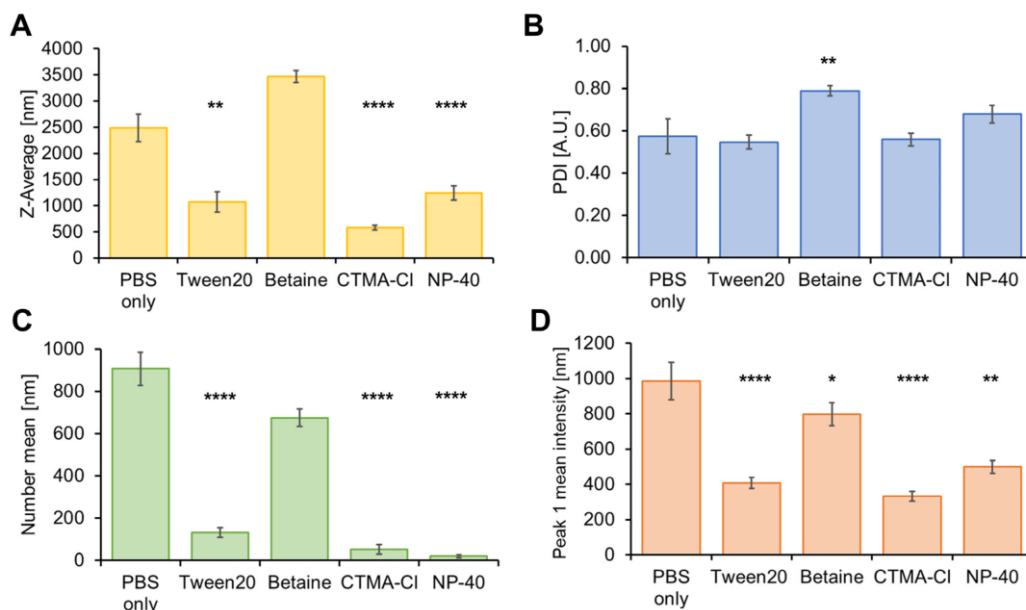 A
Z-Average [nm]
4000
3500
3000
2500
2000
1500
1000
500
0
** **** ****
PBS only Tween20 Betaine CTMA-Cl NP-40
B
PDI [A.U.]
1.00
0.80
0.60
0.40
0.20
0.00
**
PBS only Tween20 Betaine CTMA-Cl NP-40
C
Number mean [nm]
1000
800
600
400
200
0
**** **** ****
PBS only Tween20 Betaine CTMA-Cl NP-40
D
Peak 1 mean intensity [nm]
1200
1000
800
600
400
200
0
**** * **** **
PBS only Tween20 Betaine CTMA-Cl NP-40